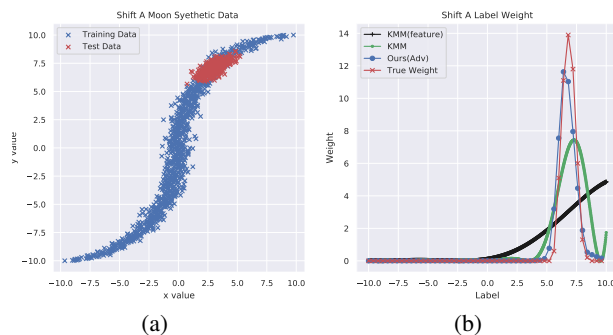 Shift A Moon Syethetic Data
Training Data
Test Data
10.0
7.5
5.0
2.5
0.0
−2.5
−5.0
−7.5
−10.0
y value
−10.0 −7.5 −5.0 −2.5 0.0 2.5 5.0 7.5 10.0
x value
(a)
Shift A Label Weight
KMM(feature)
KMM
Ours(Adv)
True Weight
14
12
10
8
6
4
2
0
Weight
−10.0 −7.5 −5.0 −2.5 0.0 2.5 5.0 7.5 10.0
Label
(b)